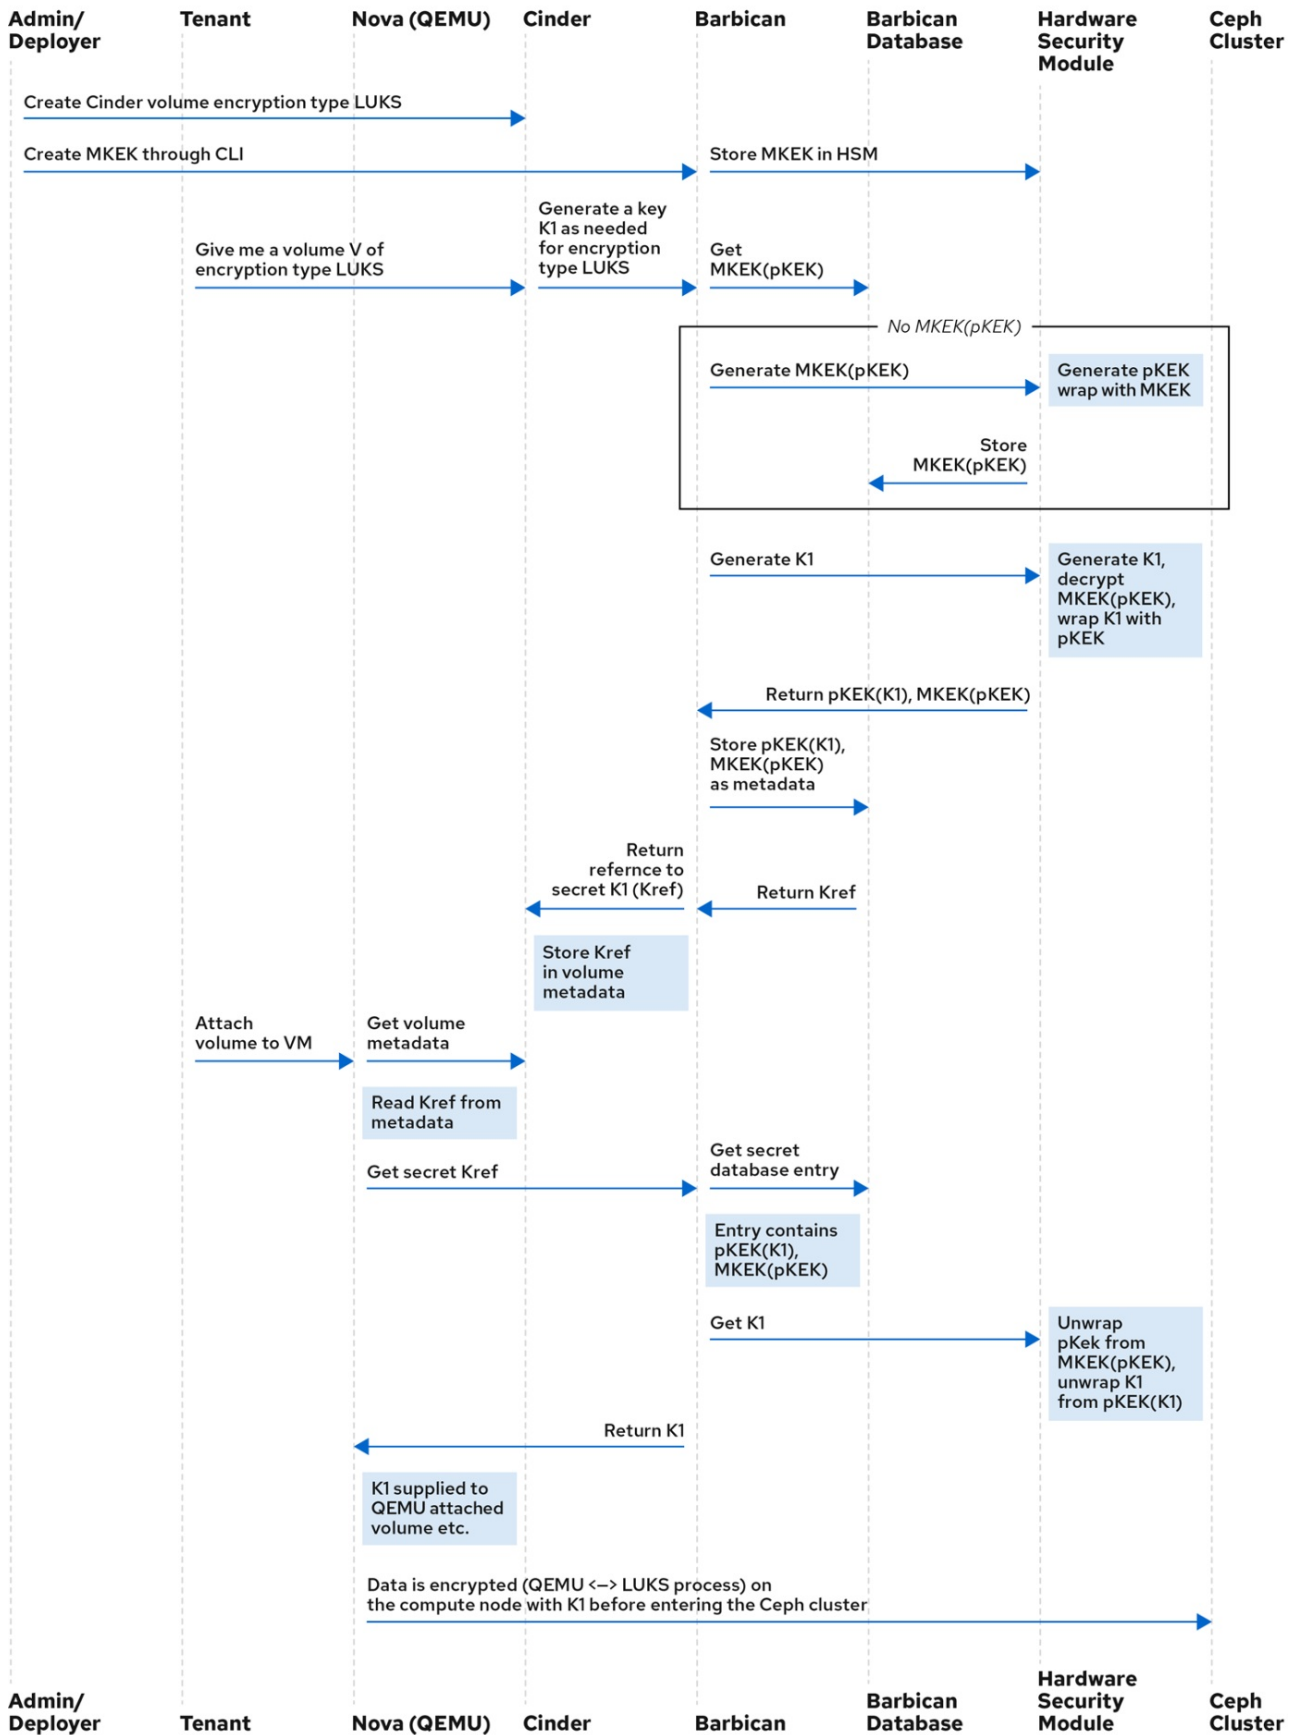 Admin/
Deployer
Tenant
Nova (QEMU)
Cinder
Barbican
Barbican
Database
Hardware
Security
Module
Ceph
Cluster
Create Cinder volume encryption type LUKS
Create MKEK through CLI
Store MKEK in HSM
Give me a volume V of
encryption type LUKS
Generate a key
K1 as needed
for encryption
type LUKS
Get
MKEK(pKEK)
No MKEK(pKEK)
Generate MKEK(pKEK)
Generate pKEK
wrap with MKEK
Store
MKEK(pKEK)
Generate K1
Generate K1,
decrypt
MKEK(pKEK),
wrap K1 with
pKEK
Return pKEK(K1), MKEK(pKEK)
Store pKEK(K1),
MKEK(pKEK)
as metadata
Return
refernce to
secret K1 (Kref)
Return Kref
Store Kref
in volume
metadata
Attach
volume to VM
Get volume
metadata
Read Kref from
metadata
Get secret Kref
Get secret
database entry
Entry contains
pKEK(K1),
MKEK(pKEK)
Get K1
Unwrap
pKek from
MKEK(pKEK),
unwrap K1
from pKEK(K1)
Return K1
K1 supplied to
QEMU attached
volume etc.
Data is encrypted (QEMU <—> LUKS process) on
the compute node with K1 before entering the Ceph cluster
Admin/
Deployer
Tenant
Nova (QEMU)
Cinder
Barbican
Barbican
Database
Hardware
Security
Module
Ceph
Cluster